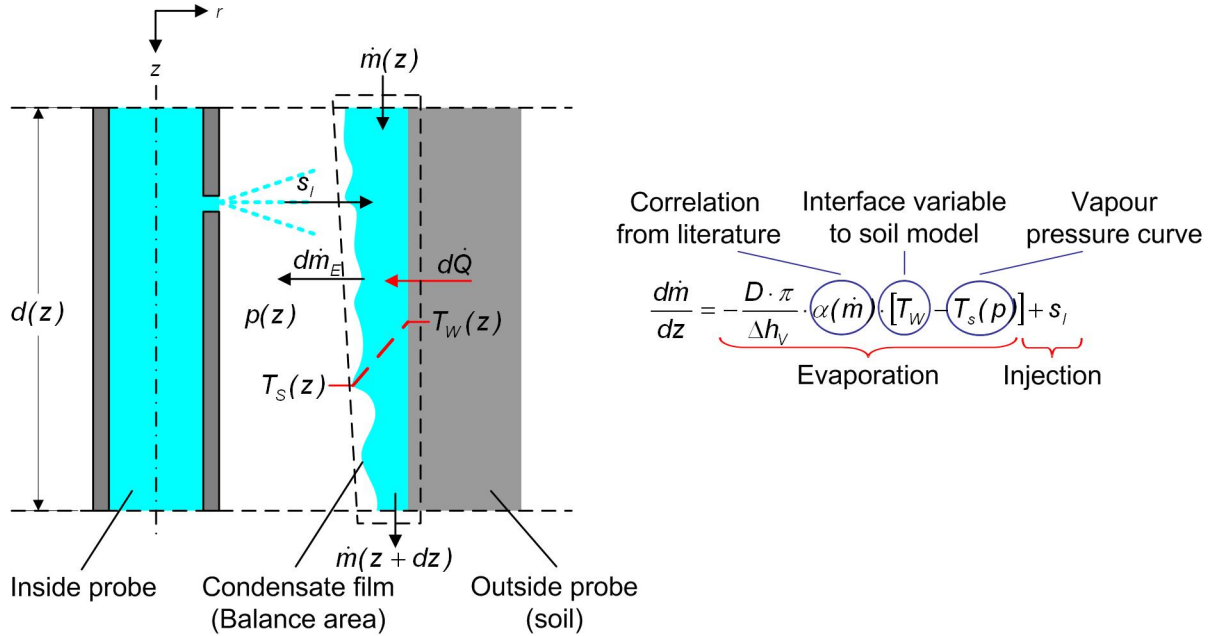 r
z
ṁ(z)
s_I
dṁ_E
dQ̇
d(z)
p(z)
T_W(z)
T_S(z)
ṁ(z + dz)
Inside probe
Condensate film
(Balance area)
Outside probe
(soil)
Correlation
from literature
Interface variable
to soil model
Vapour
pressure curve
dṁ/dz = − D · π/Δh_V · α(ṁ) · [T_W − T_s(p)] + s_I
Evaporation
Injection